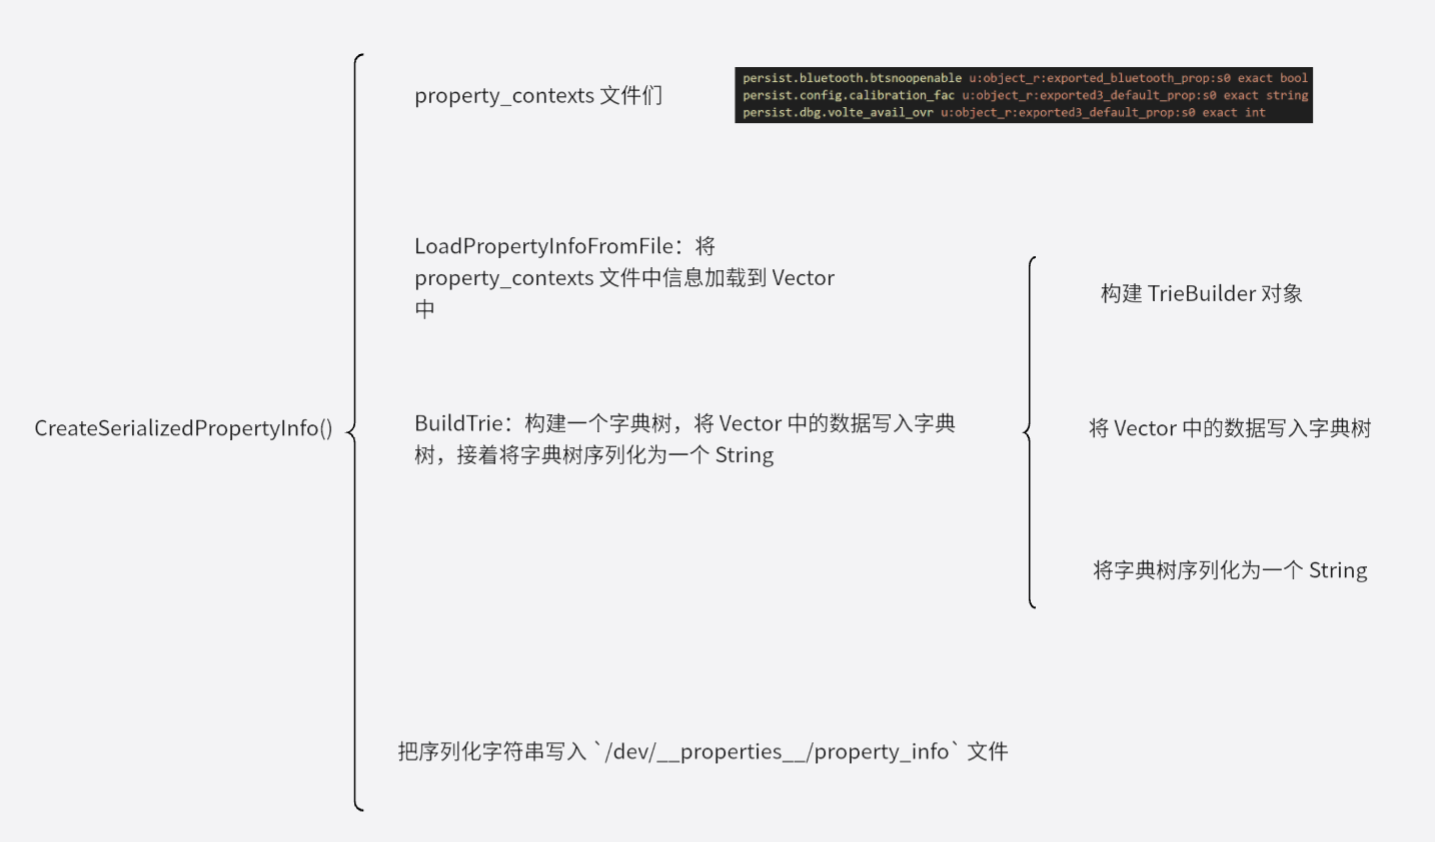 property_contexts 文件们
persist.bluetooth.btsnoopenable u:object_r:exported_bluetooth_prop:s0 exact bool
persist.config.calibration_fac u:object_r:exported3_default_prop:s0 exact string
persist.dbg.volte_avail_ovr u:object_r:exported3_default_prop:s0 exact int
LoadPropertyInfoFromFile：将
property_contexts 文件中信息加载到 Vector
中
CreateSerializedPropertyInfo()
BuildTrie：构建一个字典树，将 Vector 中的数据写入字典
树，接着将字典树序列化为一个 String
构建 TrieBuilder 对象
将 Vector 中的数据写入字典树
将字典树序列化为一个 String
把序列化字符串写入 `/dev/__properties__/property_info` 文件